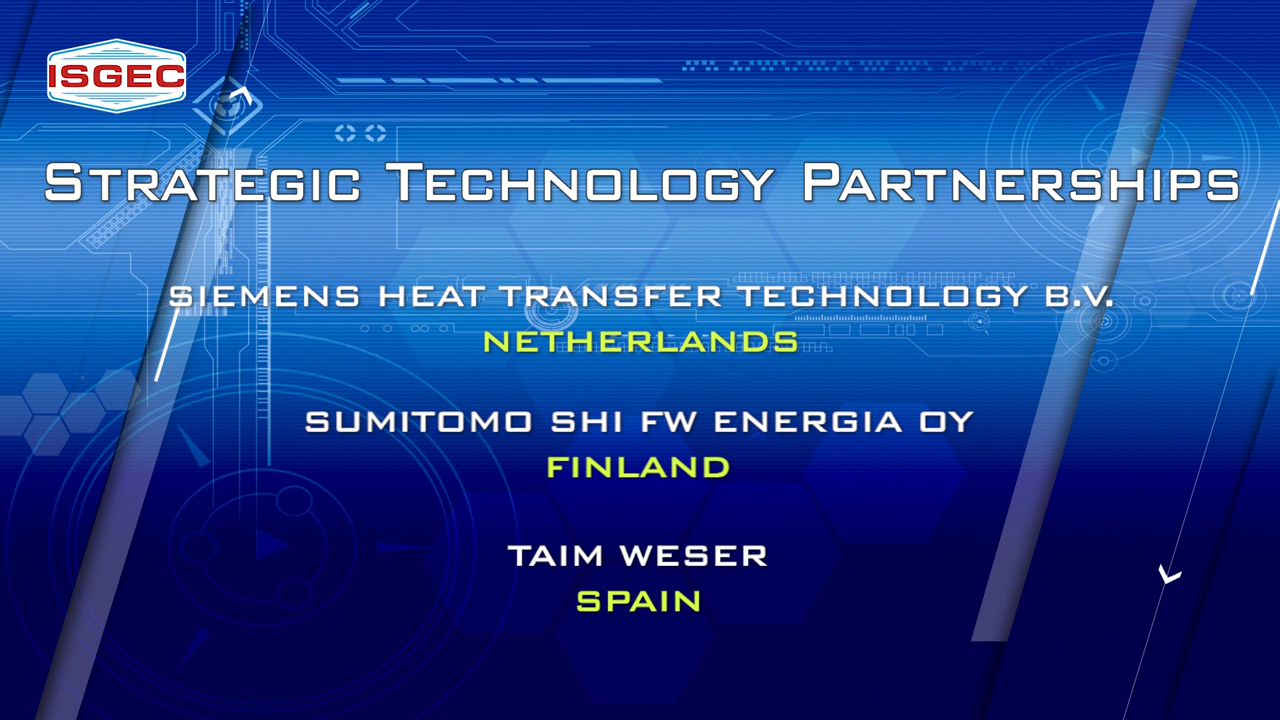 ISGEC
Strategic Technology Partnerships
SIEMENS HEAT TRANSFER TECHNOLOGY B.V.
NETHERLANDS
SUMITOMO SHI FW ENERGIA OY
FINLAND
TAIM WESER
SPAIN